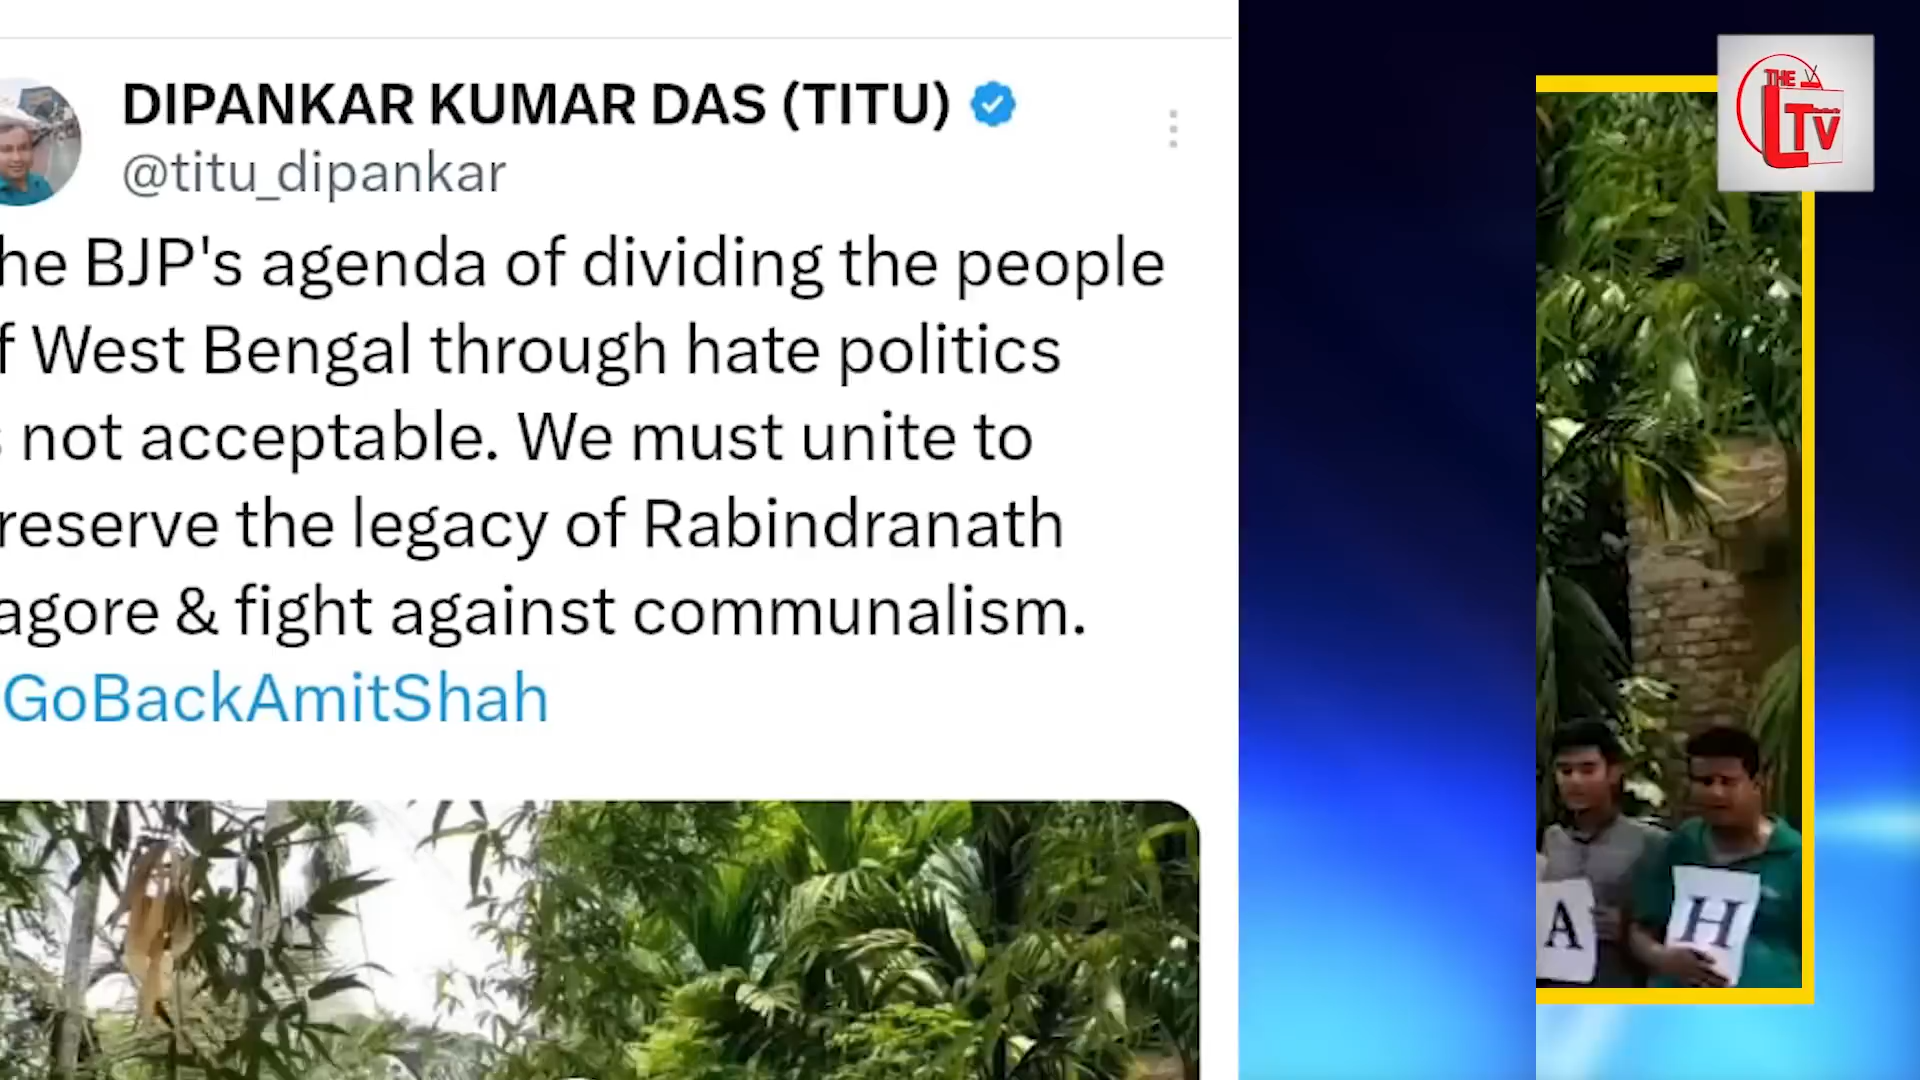 DIPANKAR KUMAR DAS (TITU)
@titu_dipankar
he BJP's agenda of dividing the people
f West Bengal through hate politics
s not acceptable. We must unite to
reserve the legacy of Rabindranath
agore & fight against communalism.
GoBackAmitShah
THE
LTV
A
H